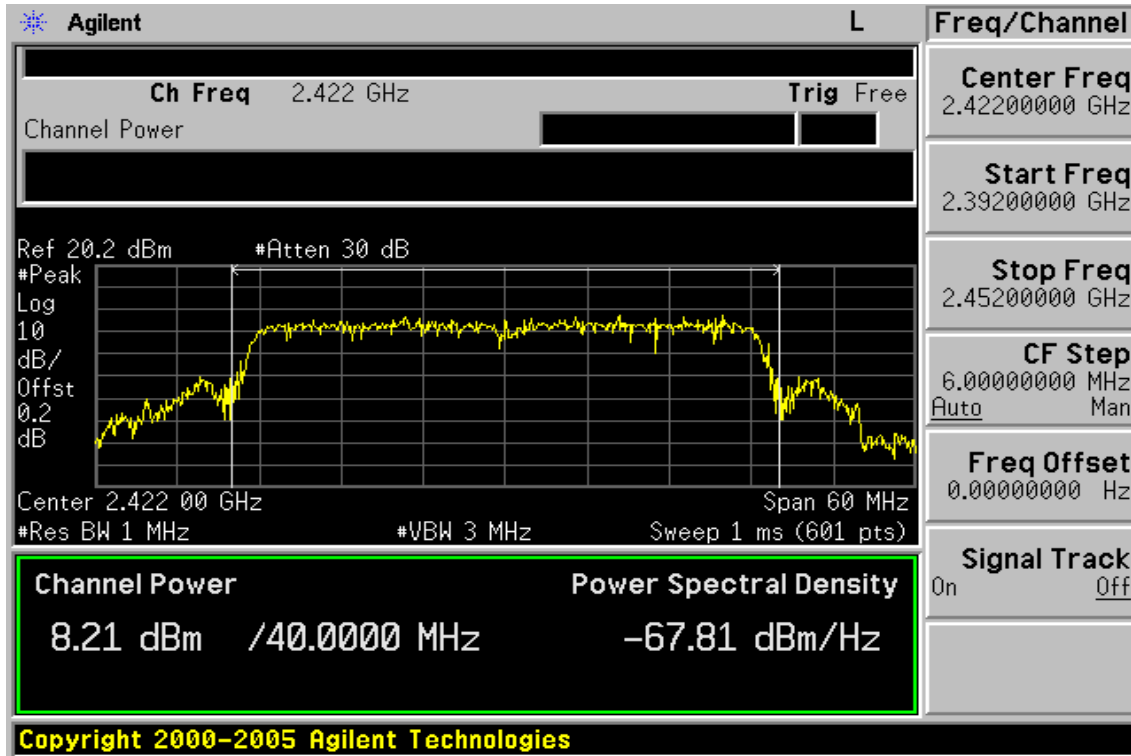 Agilent L
Freq/Channel
Ch Freq 2.422 GHz Trig Free
Channel Power
Center Freq
2.42200000 GHz
Start Freq
2.39200000 GHz
Stop Freq
2.45200000 GHz
CF Step
6.00000000 MHz
Auto Man
Freq Offset
0.00000000 Hz
Signal Track
On Off
Ref 20.2 dBm #Atten 30 dB
#Peak
Log
10
dB/
Offst
0.2
dB
Center 2.422 00 GHz Span 60 MHz
#Res BW 1 MHz #VBW 3 MHz Sweep 1 ms (601 pts)
Channel Power Power Spectral Density
8.21 dBm /40.0000 MHz -67.81 dBm/Hz
Copyright 2000-2005 Agilent Technologies